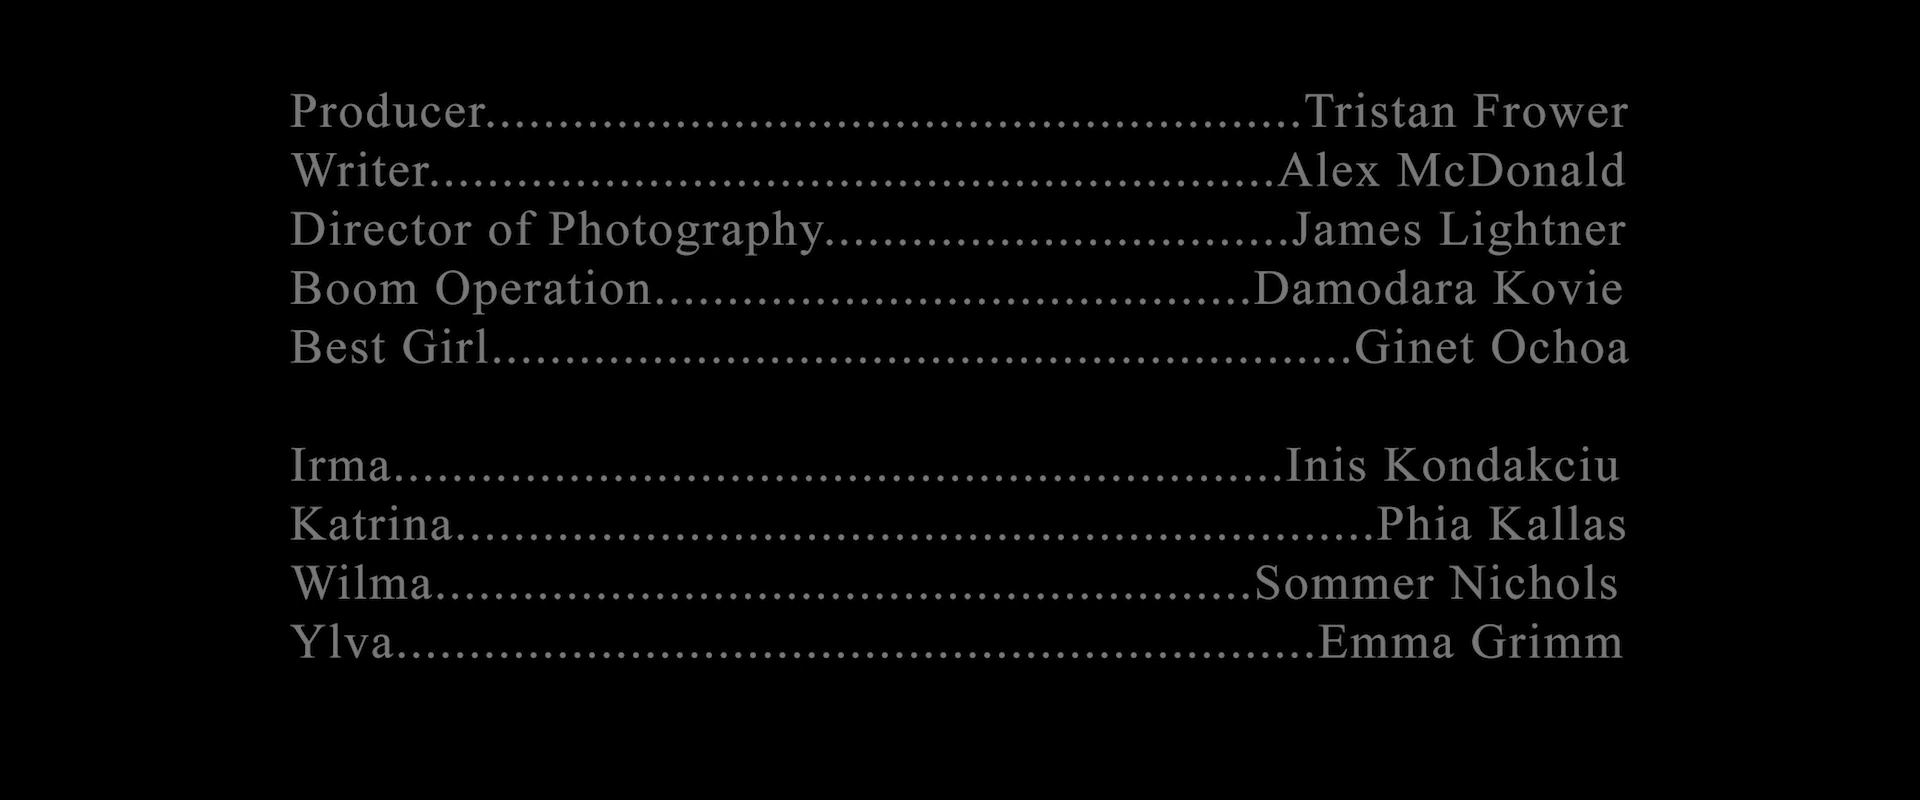 Producer........................................................Tristan Frower
Writer..........................................................Alex McDonald
Director of Photography................................James Lightner
Boom Operation.........................................Damodara Kovie
Best Girl...........................................................Ginet Ochoa
Irma.............................................................Inis Kondakciu
Katrina...............................................................Phia Kallas
Wilma........................................................Sommer Nichols
Ylva...............................................................Emma Grimm